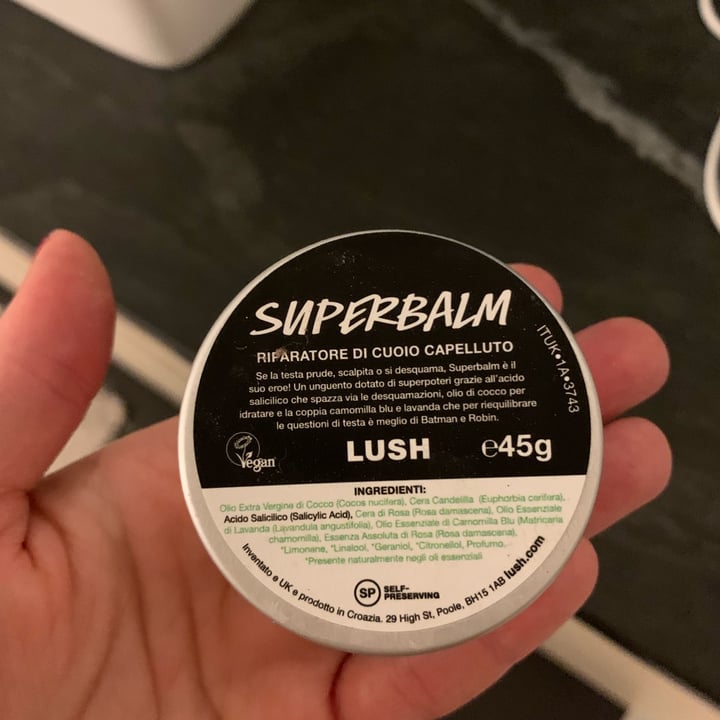 SUPERBALM
RIPARATORE DI CUOIO CAPELLUTO
Se la testa prude, scalpita o si desquama, Superbalm è il
suo eroe! Un unguento dotato di superpoteri grazie all'acido
salicilico che spazza via le desquamazioni, olio di cocco per
idratare e la coppia camomilla blu e lavanda che per riequilibrare
le questioni di testa è meglio di Batman e Robin.
Vegan
LUSH
e45g
ITUK•1A•3743
INGREDIENTI:
Olio Extra Vergine di Cocco (Cocos nucifera), Cera Candelilla (Euphorbia cerifera),
Acido Salicilico (Salicylic Acid), Cera di Rosa (Rosa damascena), Olio Essenziale
di Lavanda (Lavandula angustifolia), Olio Essenziale di Camomilla Blu (Matricaria
chamomilla), Essenza Assoluta di Rosa (Rosa damascena),
*Limonene, *Linalool, *Geraniol, *Citronellol, Profumo.
*Presente naturalmente negli oli essenziali
SP SELF-
PRESERVING
Inventato e UK e prodotto in Croazia. 29 High St, Poole, BH15 1AB lush.com